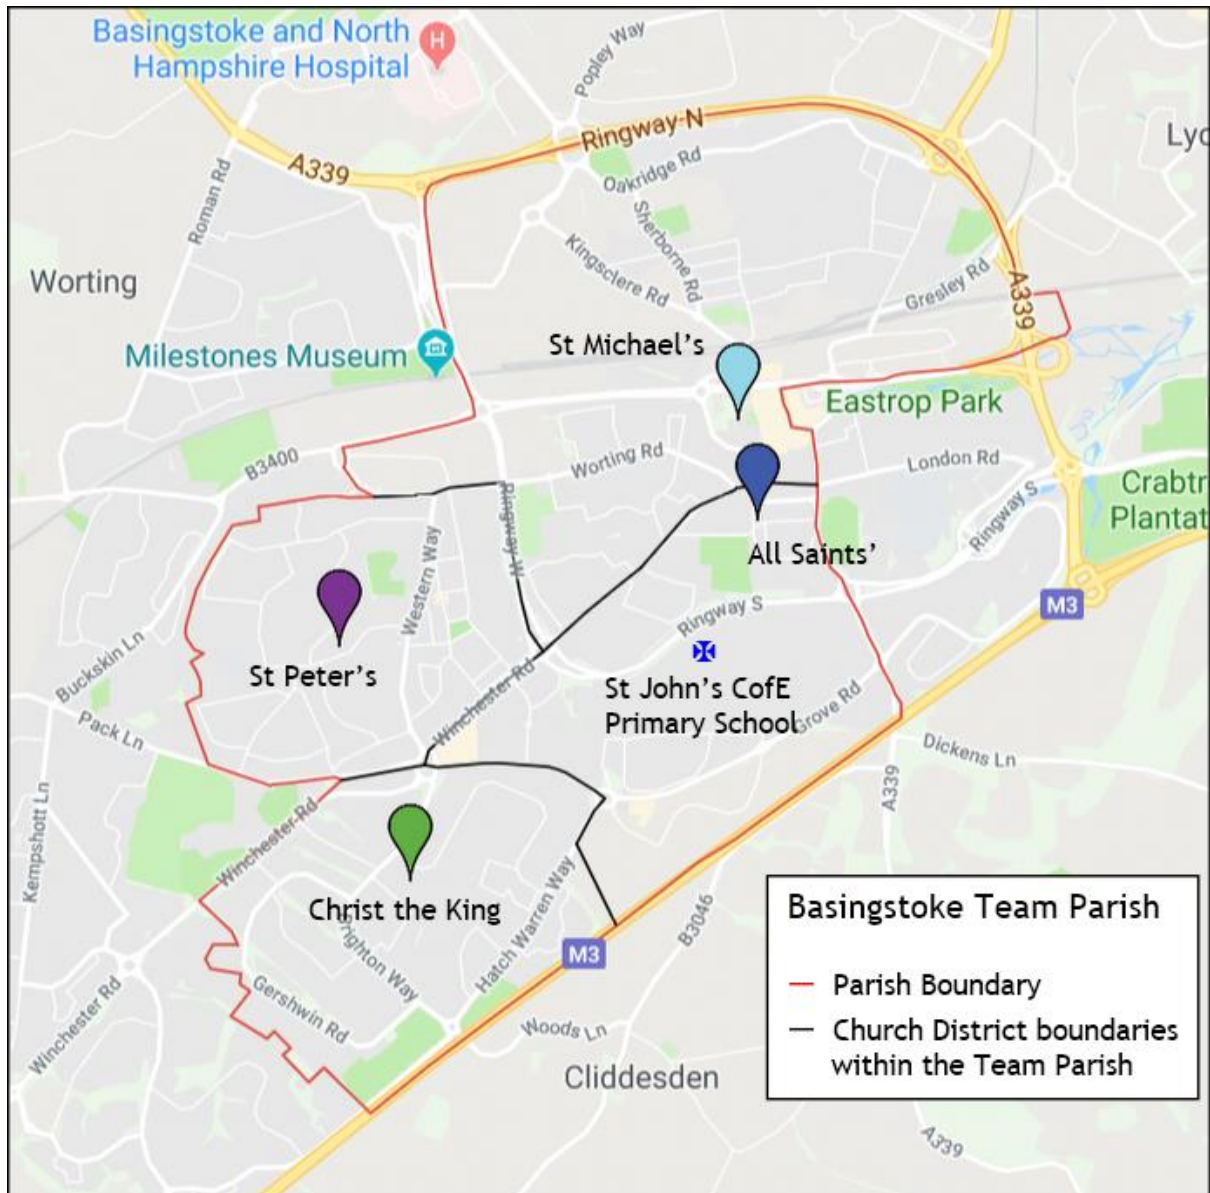 Basingstoke and North
Hampshire Hospital
H
Popley Way
Ringway N
Lyc
A339
Oakridge Rd
Roman Rd
Sherborne Rd
Kingsclere Rd
Gresley Rd
A339
Worting
St Michael's
Milestones Museum
Eastrop Park
B3400
Worting Rd
London Rd
Crabtr
Plantat
Ringway S
Ringway W
All Saints'
Western Way
M3
Ringway S
Buckskin Ln
St Peter's
St John's CofE
Primary School
Winchester Rd
Grove Rd
Pack Ln
Dickens Ln
A339
Kempshott Ln
Winchester Rd
Christ the King
Hatch Warren Way
Brighton Way
B3046
M3
Gershwin Rd
Winchester Rd
Woods Ln
Cliddesden
A339
Basingstoke Team Parish
Parish Boundary
Church District boundaries
within the Team Parish